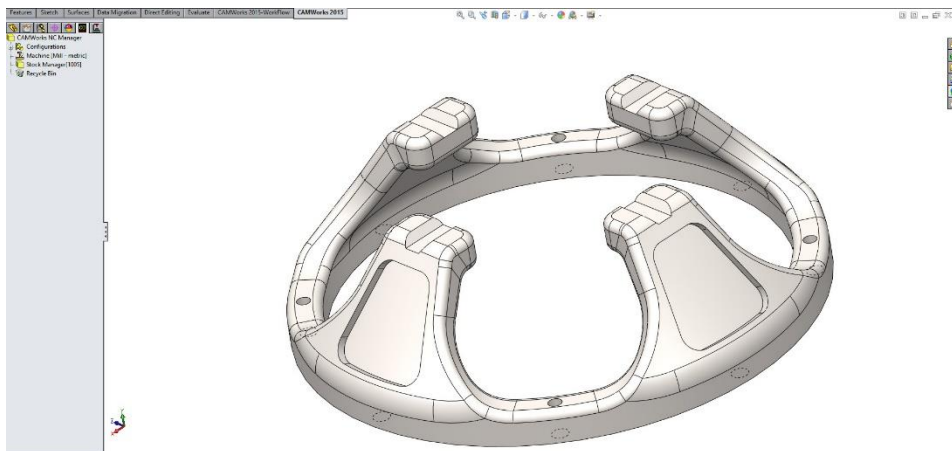 Features Sketch Surfaces Data Migration Direct Editing Evaluate CAMWorks 2015-Workflow CAMWorks 2015
CAMWorks NC Manager
Configurations
Machine [Mill - metric]
Stock Manager[1005]
Recycle Bin